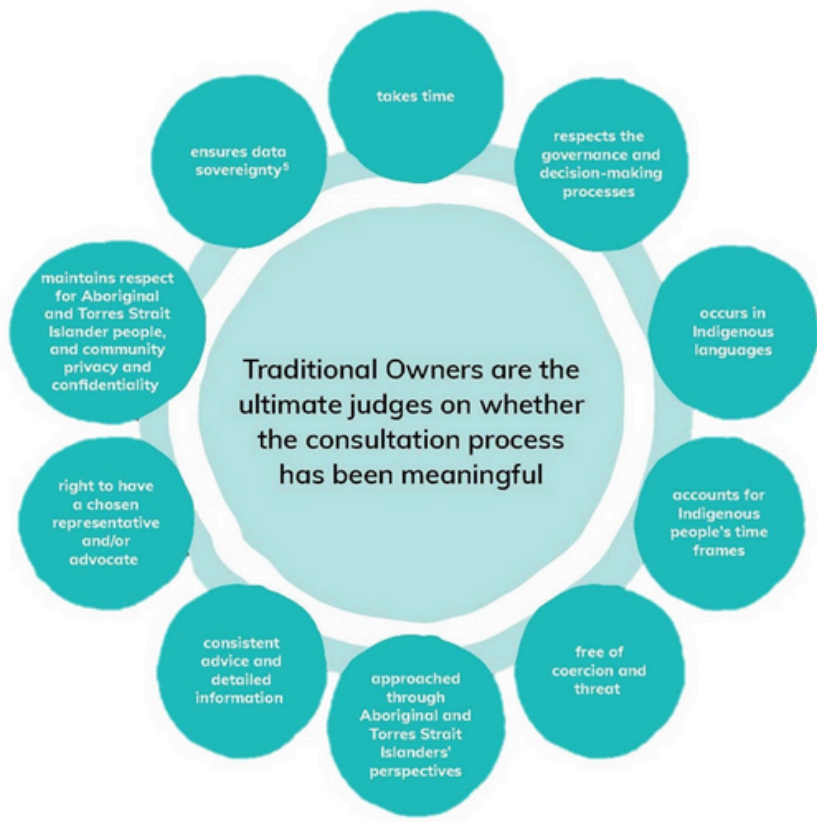 takes time
respects the
governance and
decision-making
processes
occurs in
Indigenous
languages
accounts for
Indigenous
people's time
frames
free of
coercion and
threat
approached
through
Aboriginal and
Torres Strait
Islanders'
perspectives
consistent
advice and
detailed
information
right to have
a chosen
representative
and/or
advocate
maintains respect
for Aboriginal
and Torres Strait
Islander people,
and community
privacy and
confidentiality
ensures data
sovereignty⁵
Traditional Owners are the
ultimate judges on whether
the consultation process
has been meaningful